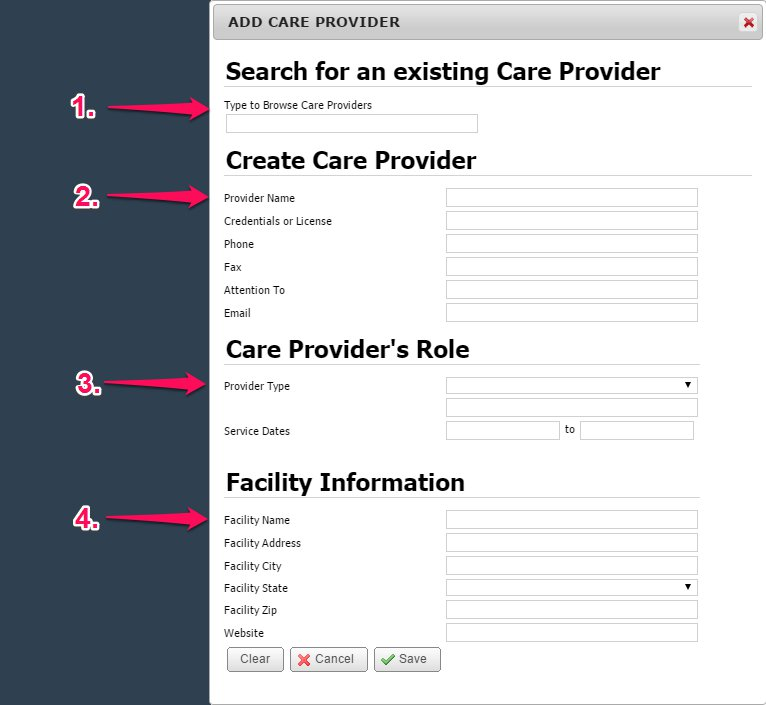 ADD CARE PROVIDER
Search for an existing Care Provider
1.
Type to Browse Care Providers
Create Care Provider
2.
Provider Name
Credentials or License
Phone
Fax
Attention To
Email
Care Provider's Role
3.
Provider Type
Service Dates to
Facility Information
4.
Facility Name
Facility Address
Facility City
Facility State
Facility Zip
Website
Clear Cancel Save